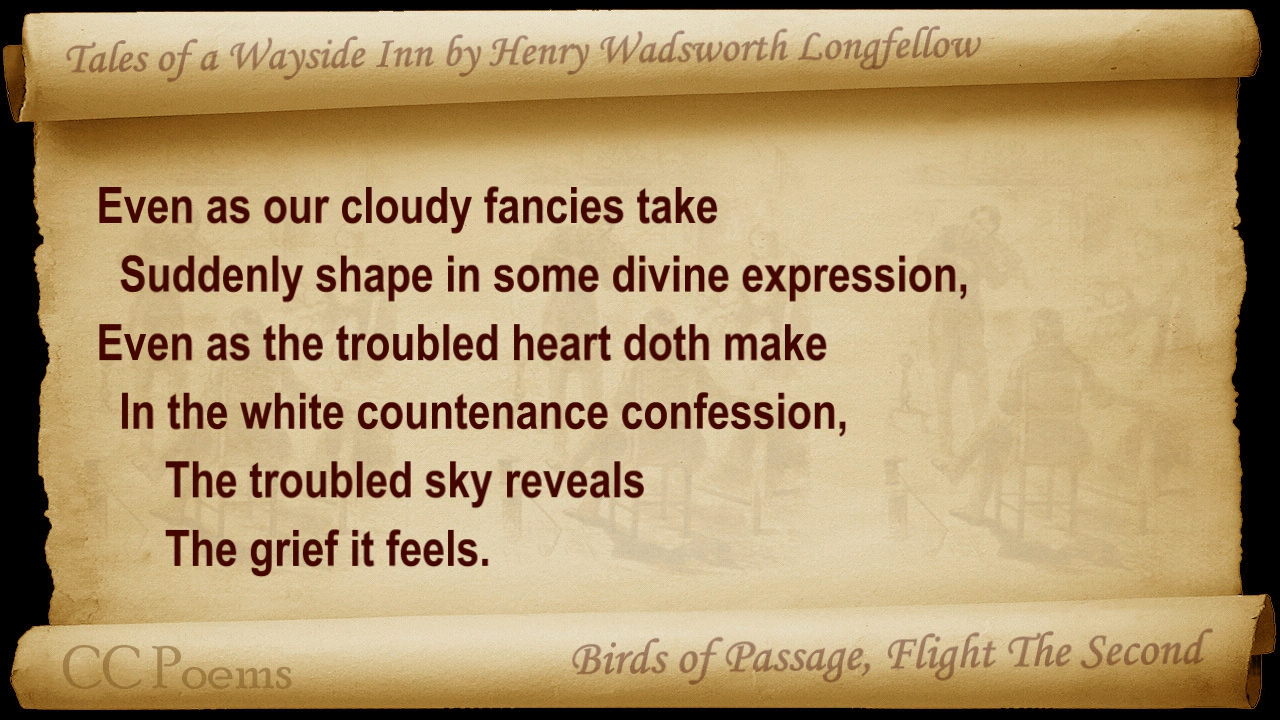 Tales of a Wayside Inn by Henry Wadsworth Longfellow
Even as our cloudy fancies take
Suddenly shape in some divine expression,
Even as the troubled heart doth make
In the white countenance confession,
The troubled sky reveals
The grief it feels.
CC Poems
Birds of Passage, Flight The Second